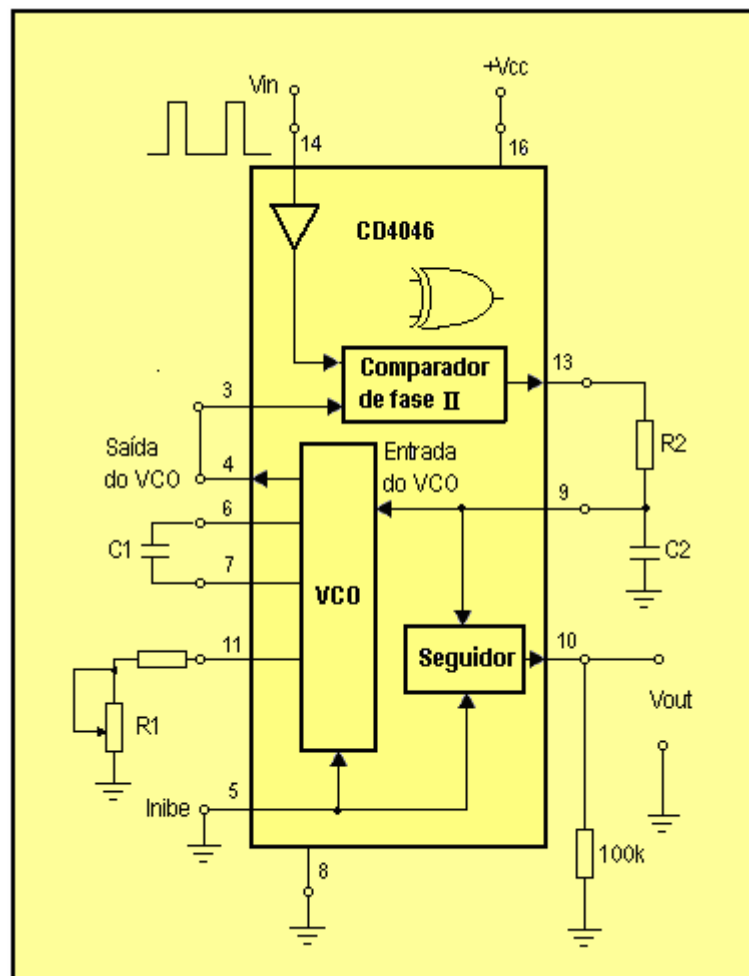 Vin
+Vcc
14
16
CD4046
Comparador
de fase II
13
3
R2
Saída
do VCO
4
Entrada
do VCO
9
6
C1
C2
7
VCO
11
Seguidor
10
Vout
R1
5
Inibe
8
100k